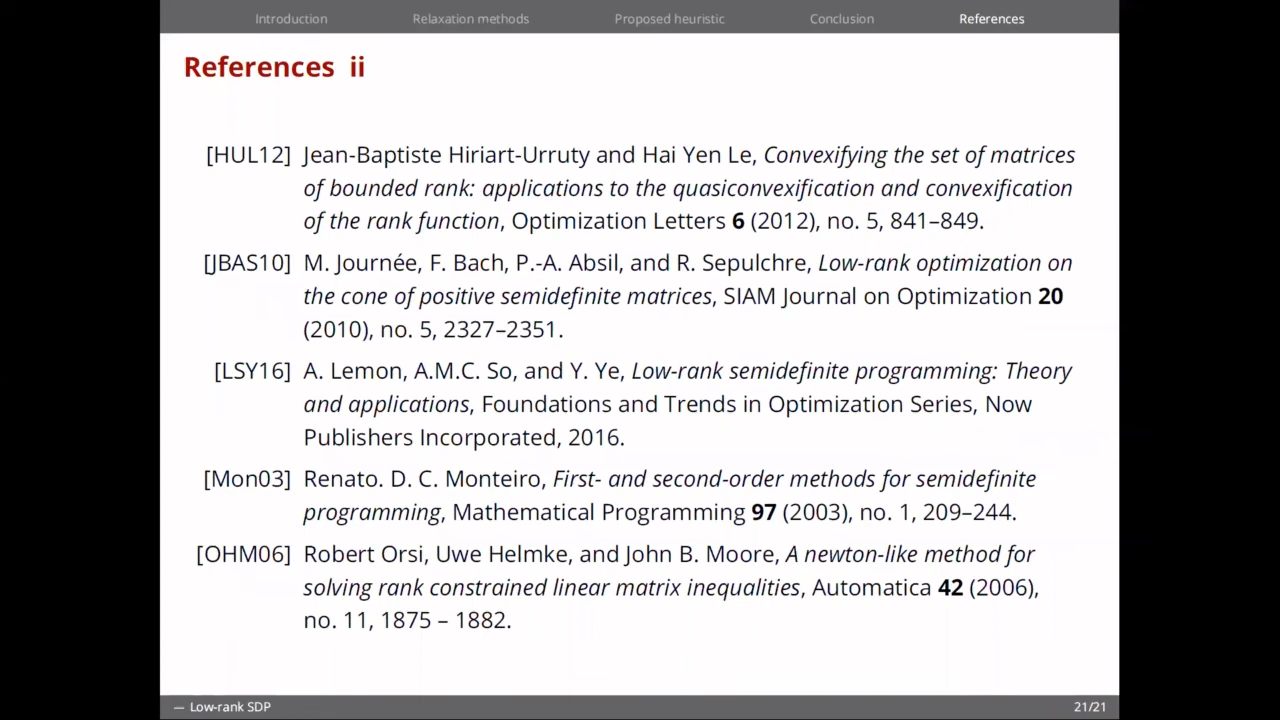 Introduction Relaxation methods Proposed heuristic Conclusion References
References ii
[HUL12] Jean-Baptiste Hiriart-Urruty and Hai Yen Le, Convexifying the set of matrices
of bounded rank: applications to the quasiconvexification and convexification
of the rank function, Optimization Letters 6 (2012), no. 5, 841–849.
[JBAS10] M. Journée, F. Bach, P.-A. Absil, and R. Sepulchre, Low-rank optimization on
the cone of positive semidefinite matrices, SIAM Journal on Optimization 20
(2010), no. 5, 2327–2351.
[LSY16] A. Lemon, A.M.C. So, and Y. Ye, Low-rank semidefinite programming: Theory
and applications, Foundations and Trends in Optimization Series, Now
Publishers Incorporated, 2016.
[Mon03] Renato. D. C. Monteiro, First- and second-order methods for semidefinite
programming, Mathematical Programming 97 (2003), no. 1, 209–244.
[OHM06] Robert Orsi, Uwe Helmke, and John B. Moore, A newton-like method for
solving rank constrained linear matrix inequalities, Automatica 42 (2006),
no. 11, 1875 – 1882.
— Low-rank SDP 21/21